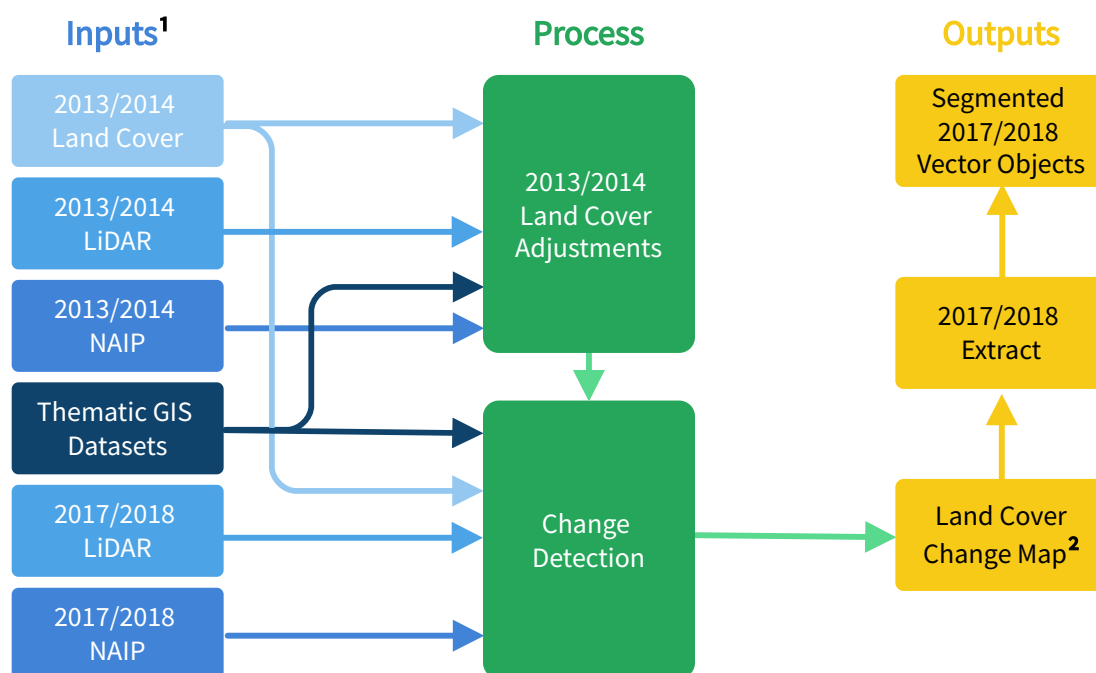 Inputs¹
Process
Outputs
2013/2014
Land Cover
2013/2014
LiDAR
2013/2014
NAIP
Thematic GIS
Datasets
2017/2018
LiDAR
2017/2018
NAIP
2013/2014
Land Cover
Adjustments
Change
Detection
Segmented
2017/2018
Vector Objects
2017/2018
Extract
Land Cover
Change Map²